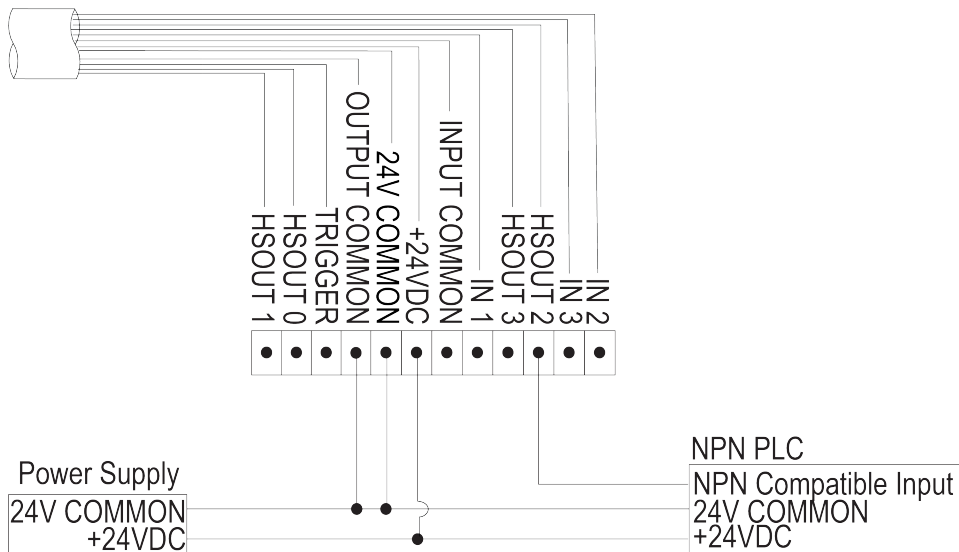 HSOUT 1
HSOUT 0
TRIGGER
OUTPUT COMMON
24V COMMON
+24VDC
INPUT COMMON
IN 1
HSOUT 3
HSOUT 2
IN 3
IN 2
Power Supply
24V COMMON
+24VDC
NPN PLC
NPN Compatible Input
24V COMMON
+24VDC